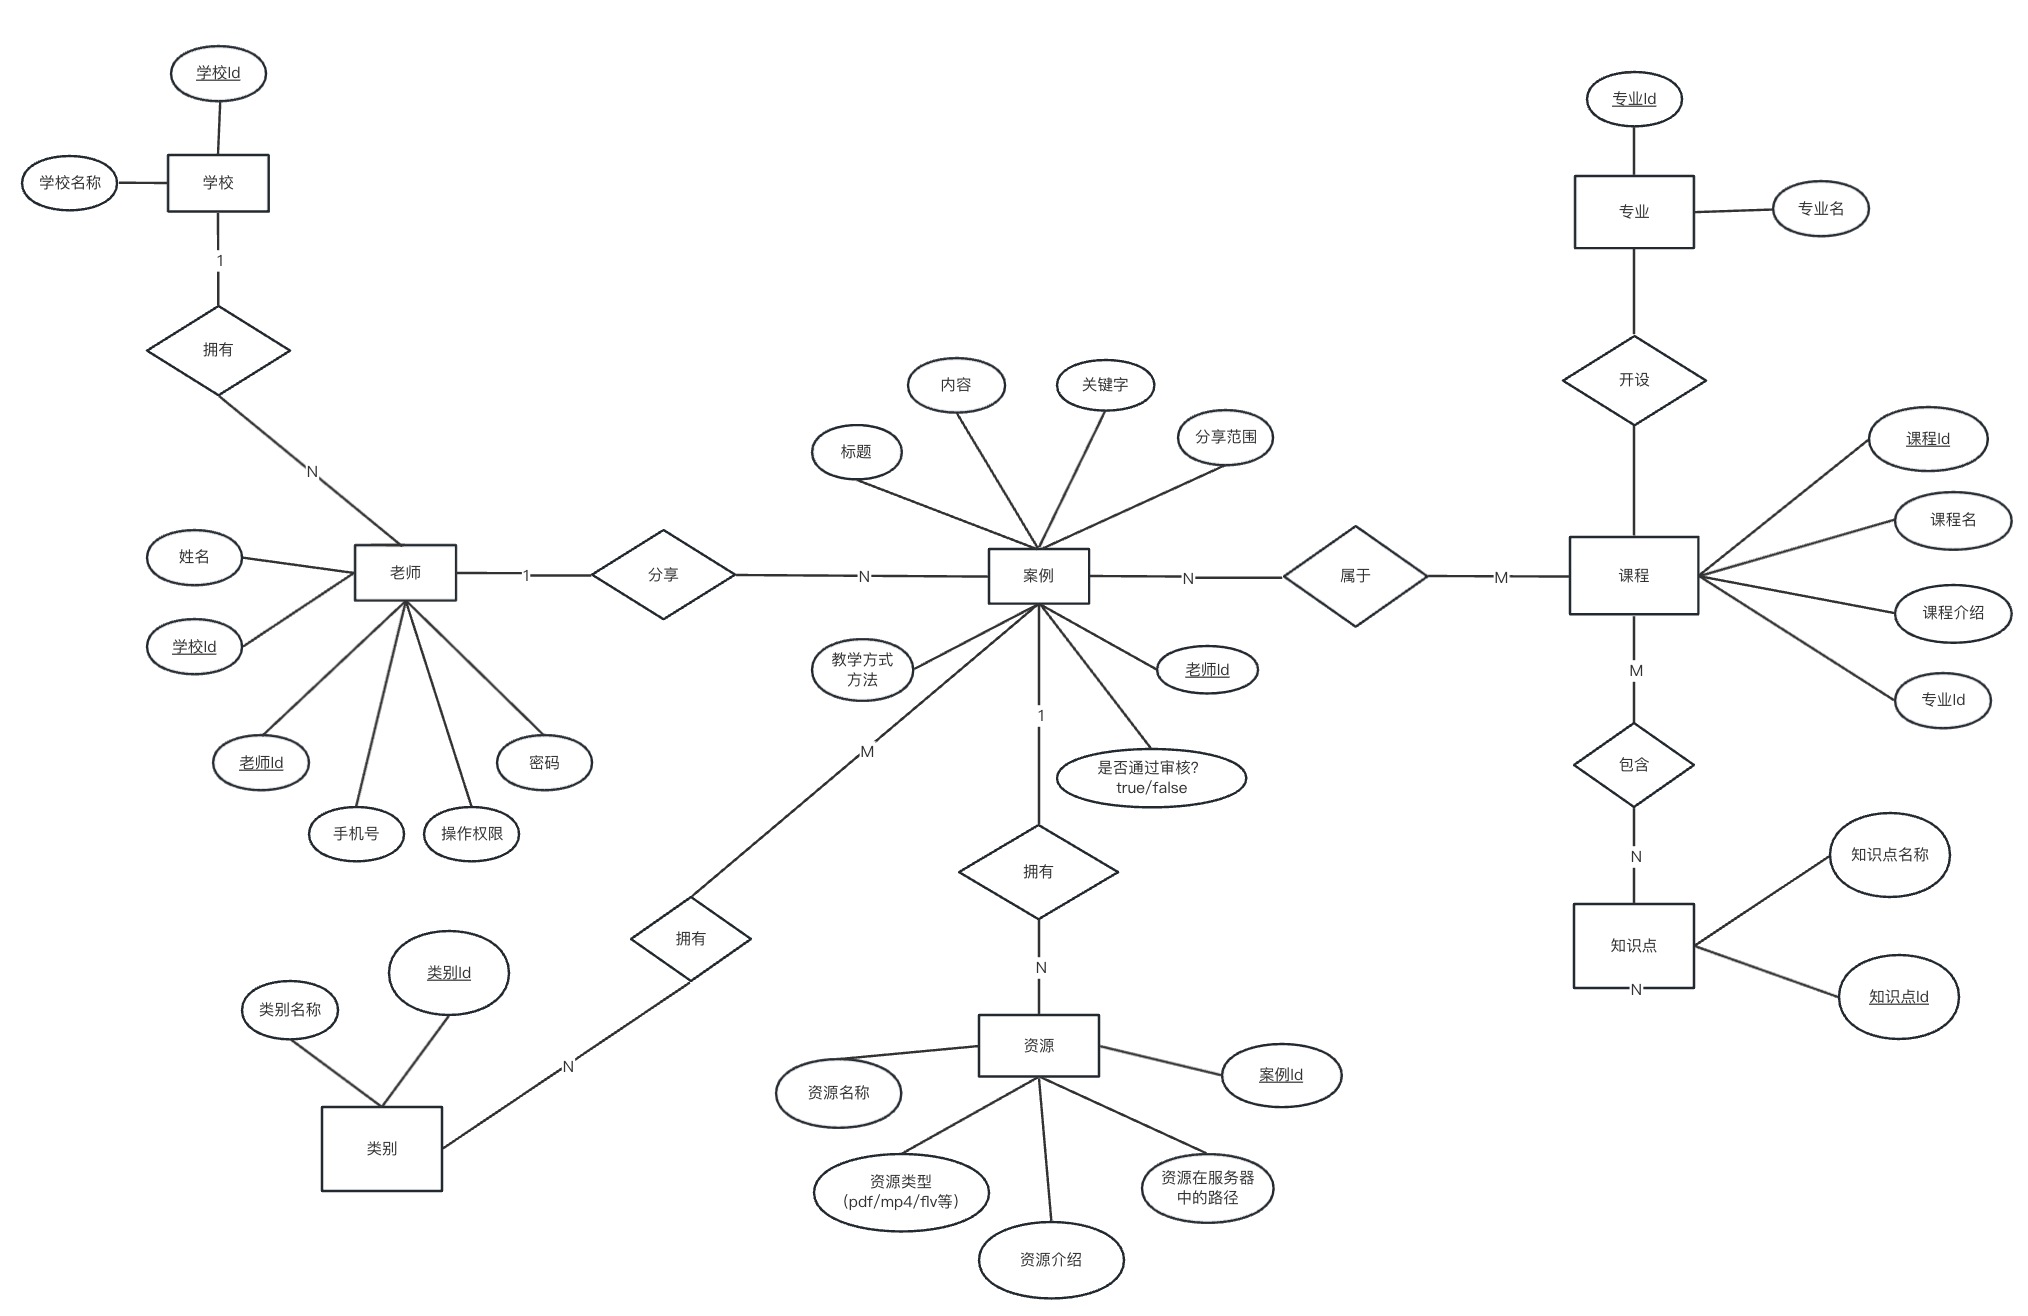 学校Id
专业Id
学校名称
学校
专业
专业名
1
拥有
开设
内容
关键字
分享范围
标题
课程Id
N
课程名
姓名
老师
1
分享
N
案例
N
属于
M
课程
课程介绍
学校Id
教学方式
方法
老师Id
M
专业Id
1
M
老师Id
密码
是否通过审核?
true/false
包含
手机号
操作权限
N
知识点名称
拥有
拥有
知识点
类别Id
N
N
知识点Id
类别名称
资源
案例Id
N
资源名称
类别
资源类型
(pdf/mp4/flv等)
资源在服务器
中的路径
资源介绍